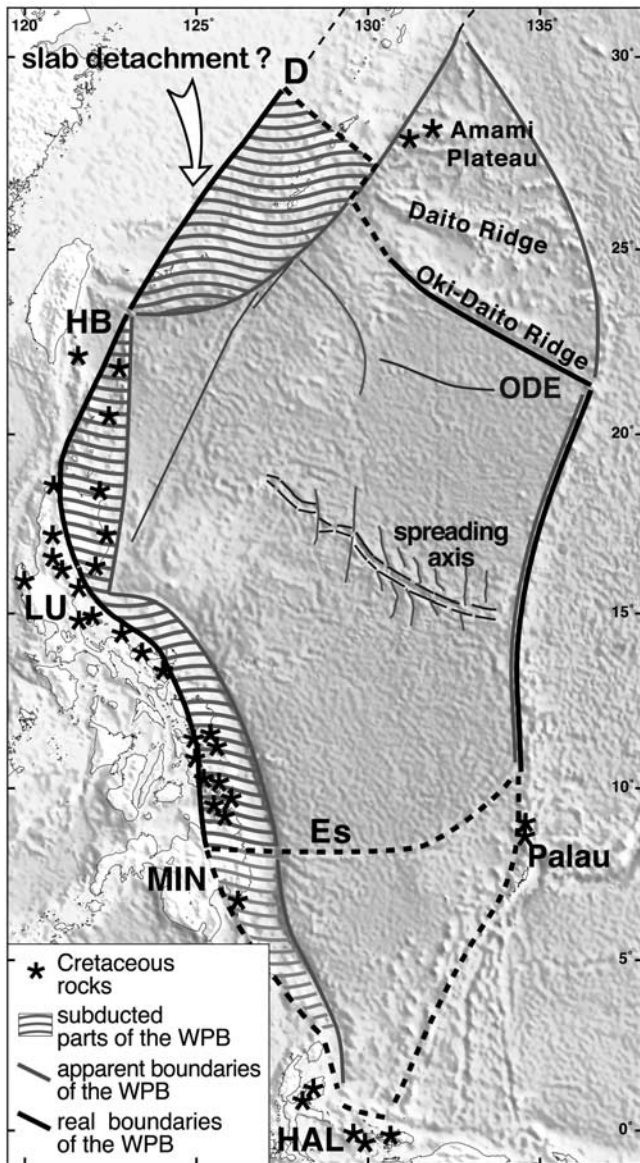 120°
125°
130°
135°
30°
slab detachment ?
D
Amami
Plateau
25°
Daito Ridge
Oki-Daito Ridge
HB
ODE
20°
spreading
axis
LU
15°
10°
Es
Palau
MIN
5°
Cretaceous
rocks
subducted
parts of the WPB
apparent boundaries
of the WPB
real boundaries
of the WPB
HAL
0°